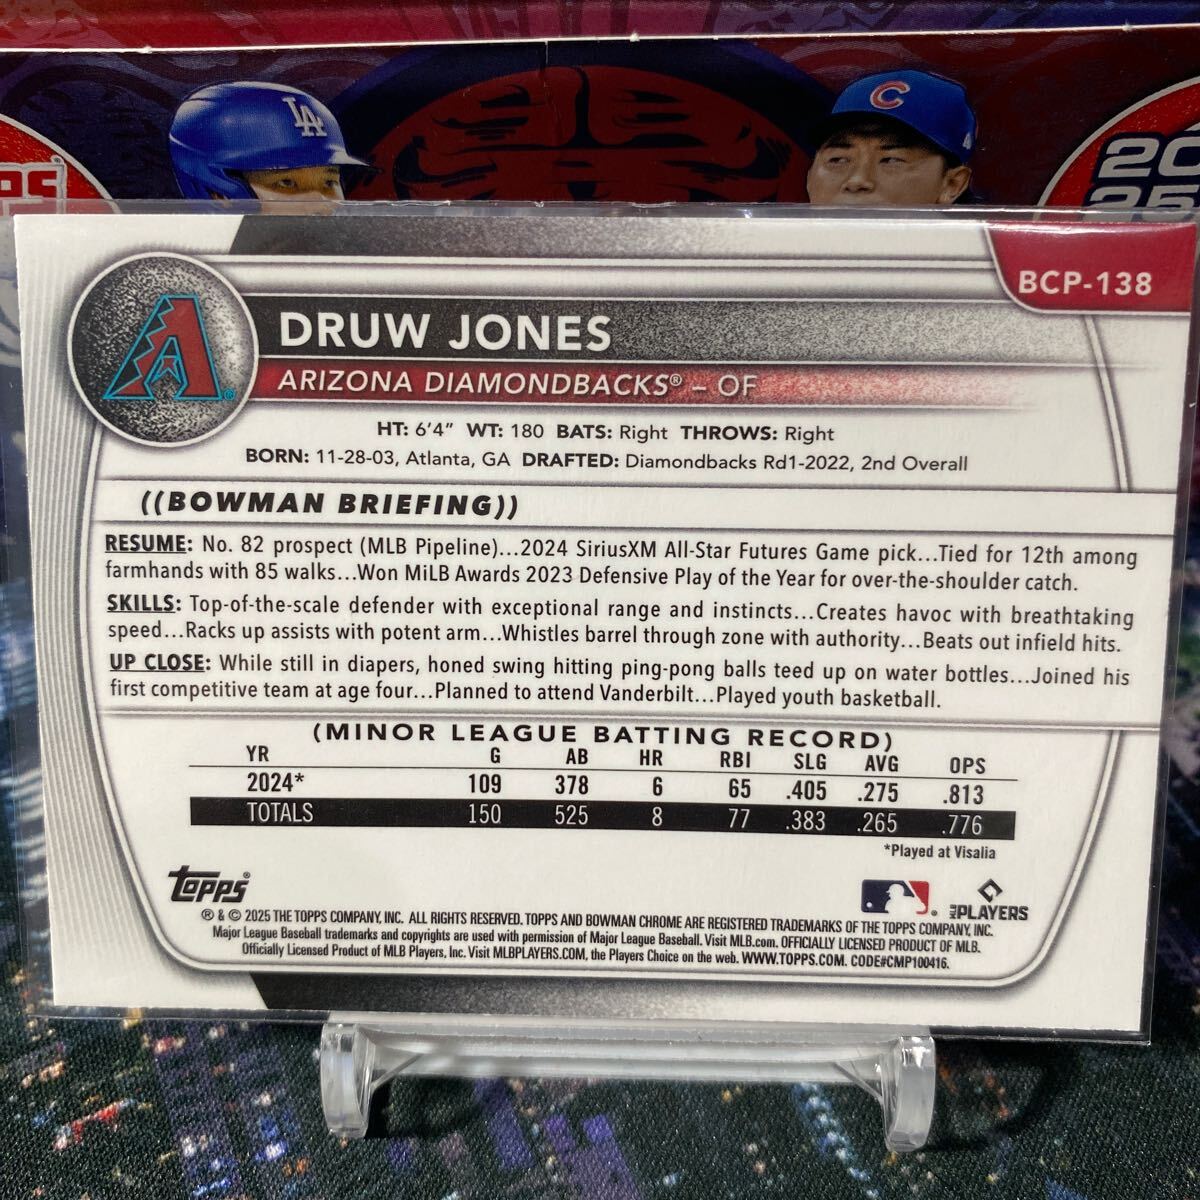 LA
C
20
25
BCP-138
DRUW JONES
ARIZONA DIAMONDBACKS® – OF
HT: 6'4" WT: 180 BATS: Right THROWS: Right
BORN: 11-28-03, Atlanta, GA DRAFTED: Diamondbacks Rd1-2022, 2nd Overall
((BOWMAN BRIEFING))
RESUME: No. 82 prospect (MLB Pipeline)...2024 SiriusXM All-Star Futures Game pick...Tied for 12th among
farmhands with 85 walks...Won MiLB Awards 2023 Defensive Play of the Year for over-the-shoulder catch.
SKILLS: Top-of-the-scale defender with exceptional range and instincts...Creates havoc with breathtaking
speed...Racks up assists with potent arm...Whistles barrel through zone with authority...Beats out infield hits.
UP CLOSE: While still in diapers, honed swing hitting ping-pong balls teed up on water bottles...Joined his
first competitive team at age four...Planned to attend Vanderbilt...Played youth basketball.
(MINOR LEAGUE BATTING RECORD)
YR G AB HR RBI SLG AVG OPS
2024* 109 378 6 65 .405 .275 .813
TOTALS 150 525 8 77 .383 .265 .776
*Played at Visalia
Topps®
MLB PLAYERS
® & © 2025 THE TOPPS COMPANY, INC. ALL RIGHTS RESERVED. TOPPS AND BOWMAN CHROME ARE REGISTERED TRADEMARKS OF THE TOPPS COMPANY, INC.
Major League Baseball trademarks and copyrights are used with permission of Major League Baseball. Visit MLB.com. OFFICIALLY LICENSED PRODUCT OF MLB.
Officially Licensed Product of MLB Players, Inc. Visit MLBPLAYERS.COM, the Players Choice on the web. WWW.TOPPS.COM. CODE#CMP100416.